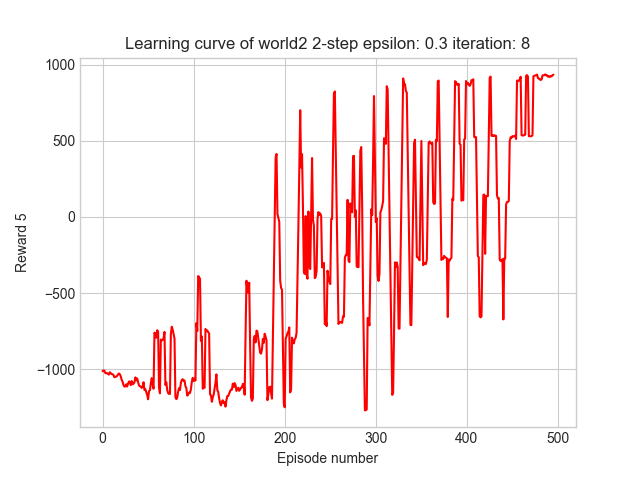 Learning curve of world2 2-step epsilon: 0.3 iteration: 8
1000
500
0
−500
−1000
Reward 5
0 100 200 300 400 500
Episode number